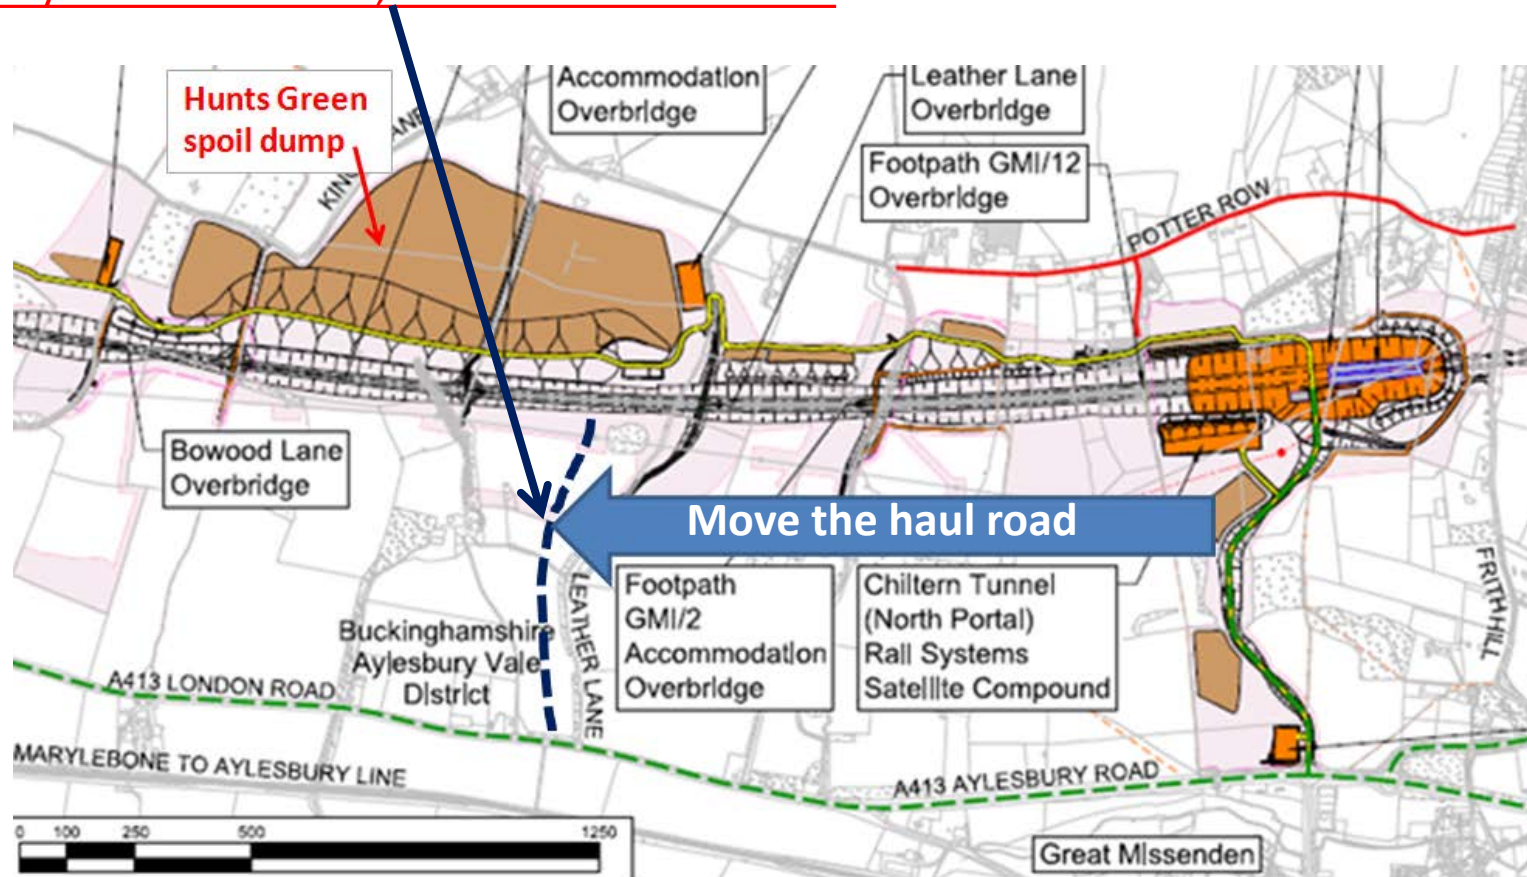 Hunts Green
spoil dump
Accommodation
Overbridge
Leather Lane
Overbridge
Footpath GMI/12
Overbridge
POTTER ROW
Bowood Lane
Overbridge
Move the haul road
Footpath
GMI/2
Accommodation
Overbridge
Chiltern Tunnel
(North Portal)
Rail Systems
Satellite Compound
FRITH HILL
LEATHER LANE
Buckinghamshire
Aylesbury Vale
District
A413 LONDON ROAD
MARYLEBONE TO AYLESBURY LINE
A413 AYLESBURY ROAD
0 100 250 500 1250
Great Missenden